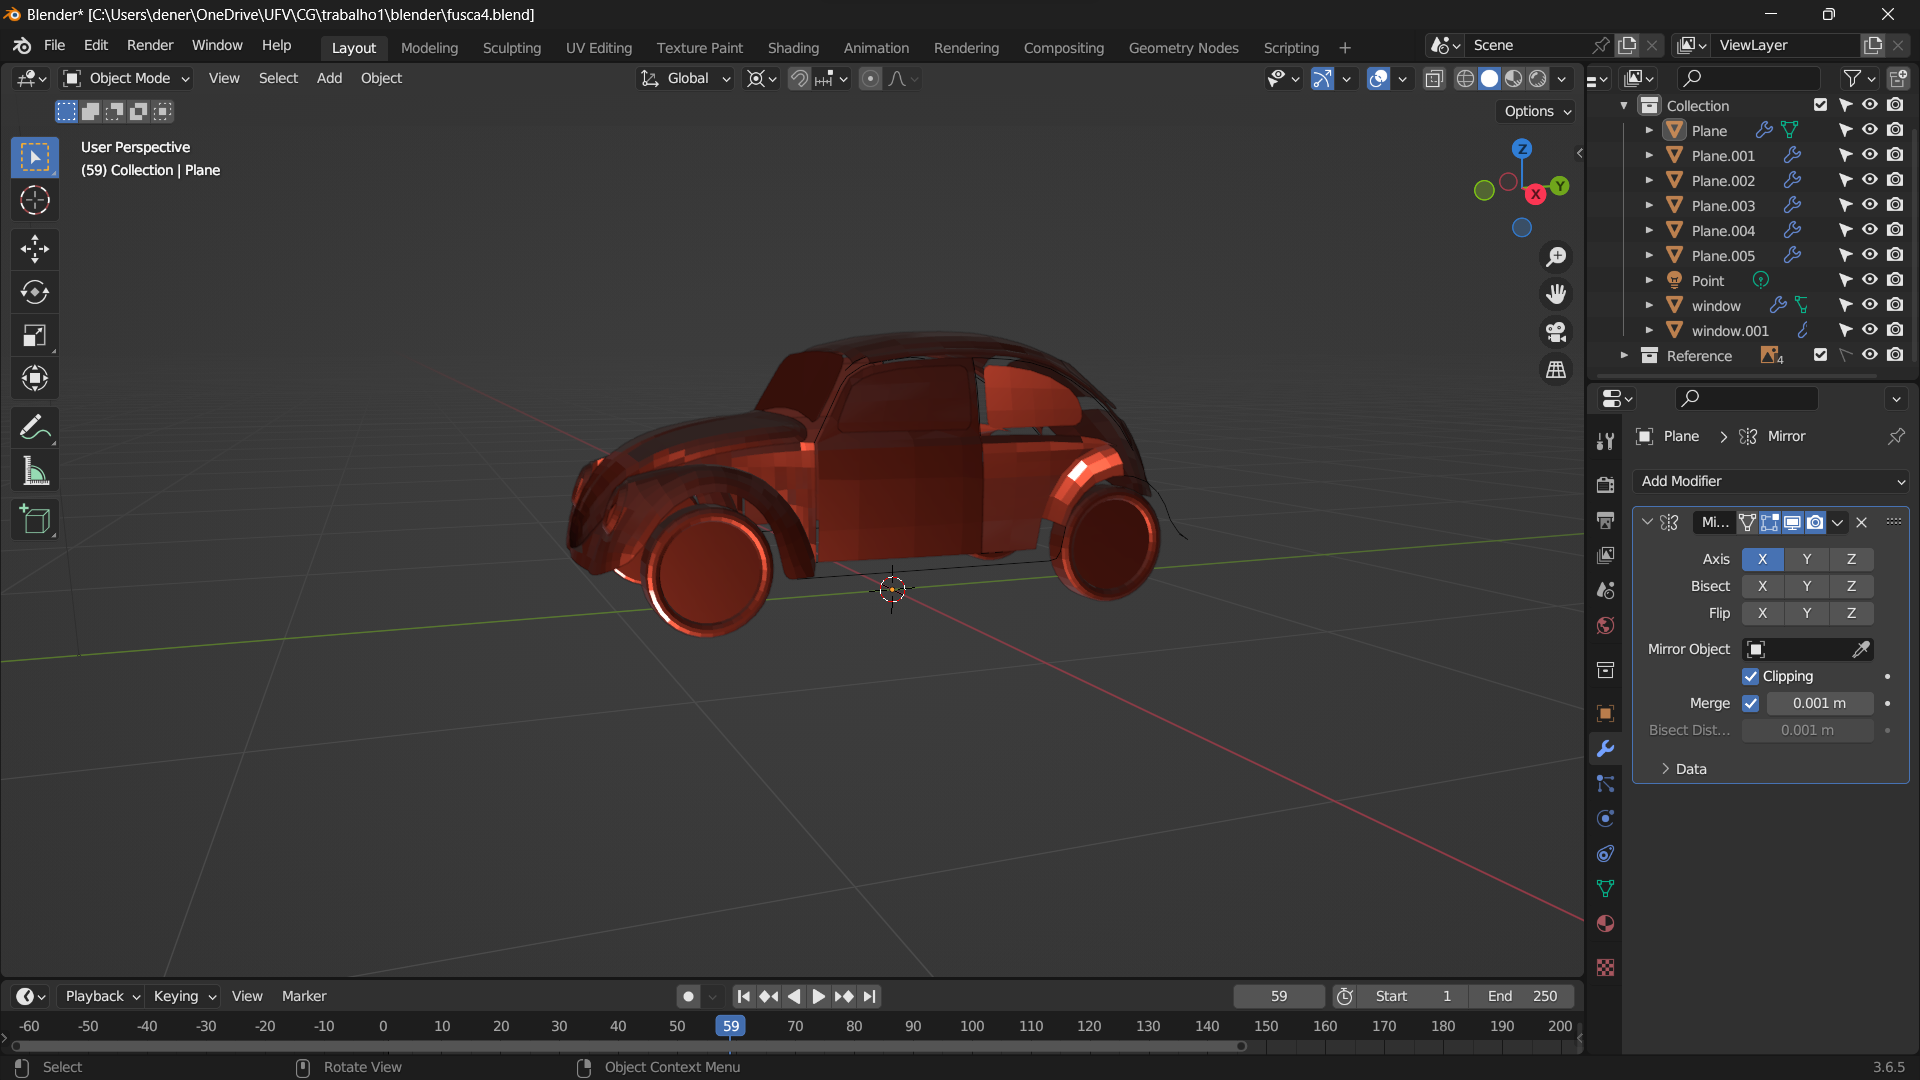 Blender* [C:\Users\dener\OneDrive\UFV\CG\trabalho1\blender\fusca4.blend]
File Edit Render Window Help Layout Modeling Sculpting UV Editing Texture Paint Shading Animation Rendering Compositing Geometry Nodes Scripting + Scene ViewLayer
Object Mode View Select Add Object Global
Options
User Perspective
(59) Collection | Plane
Z
Y
X
Collection
Plane
Plane.001
Plane.002
Plane.003
Plane.004
Plane.005
Point
window
window.001
Reference 4
Plane > Mirror
Add Modifier
Mi...
Axis X Y Z
Bisect X Y Z
Flip X Y Z
Mirror Object
Clipping
Merge 0.001 m
Bisect Dist... 0.001 m
Data
Playback Keying View Marker 59 Start 1 End 250
-60 -50 -40 -30 -20 -10 0 10 20 30 40 50 59 70 80 90 100 110 120 130 140 150 160 170 180 190 200
Select Rotate View Object Context Menu 3.6.5